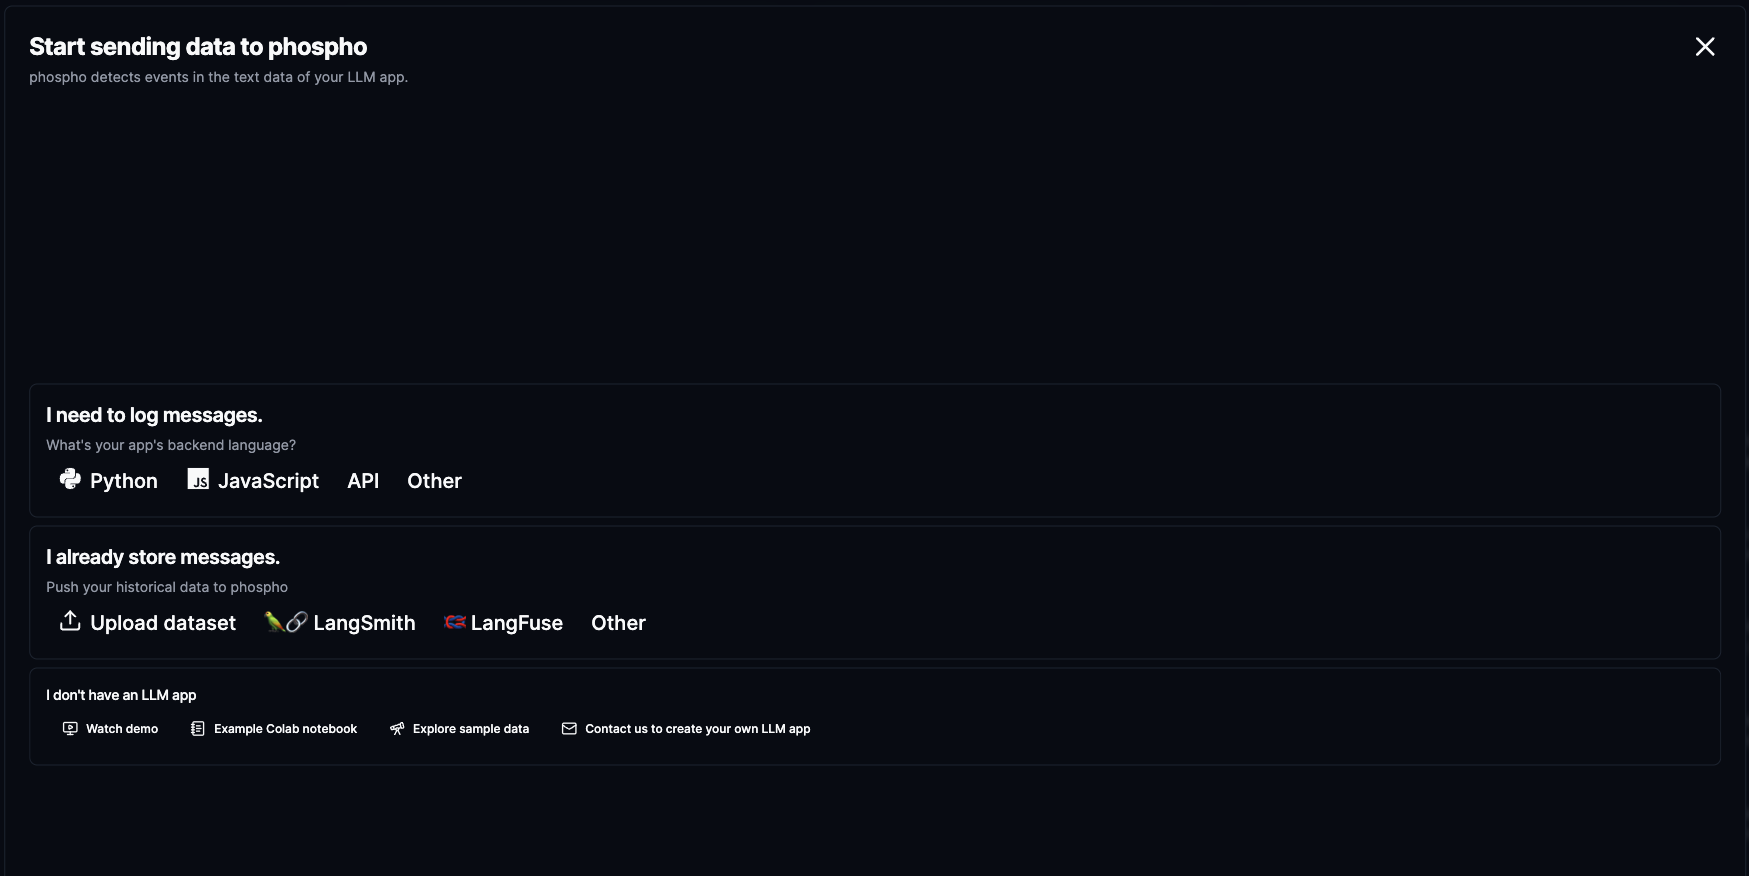 Start sending data to phospho
phospho detects events in the text data of your LLM app.
I need to log messages.
What's your app's backend language?
Python JS JavaScript API Other
I already store messages.
Push your historical data to phospho
Upload dataset LangSmith LangFuse Other
I don't have an LLM app
Watch demo Example Colab notebook Explore sample data Contact us to create your own LLM app